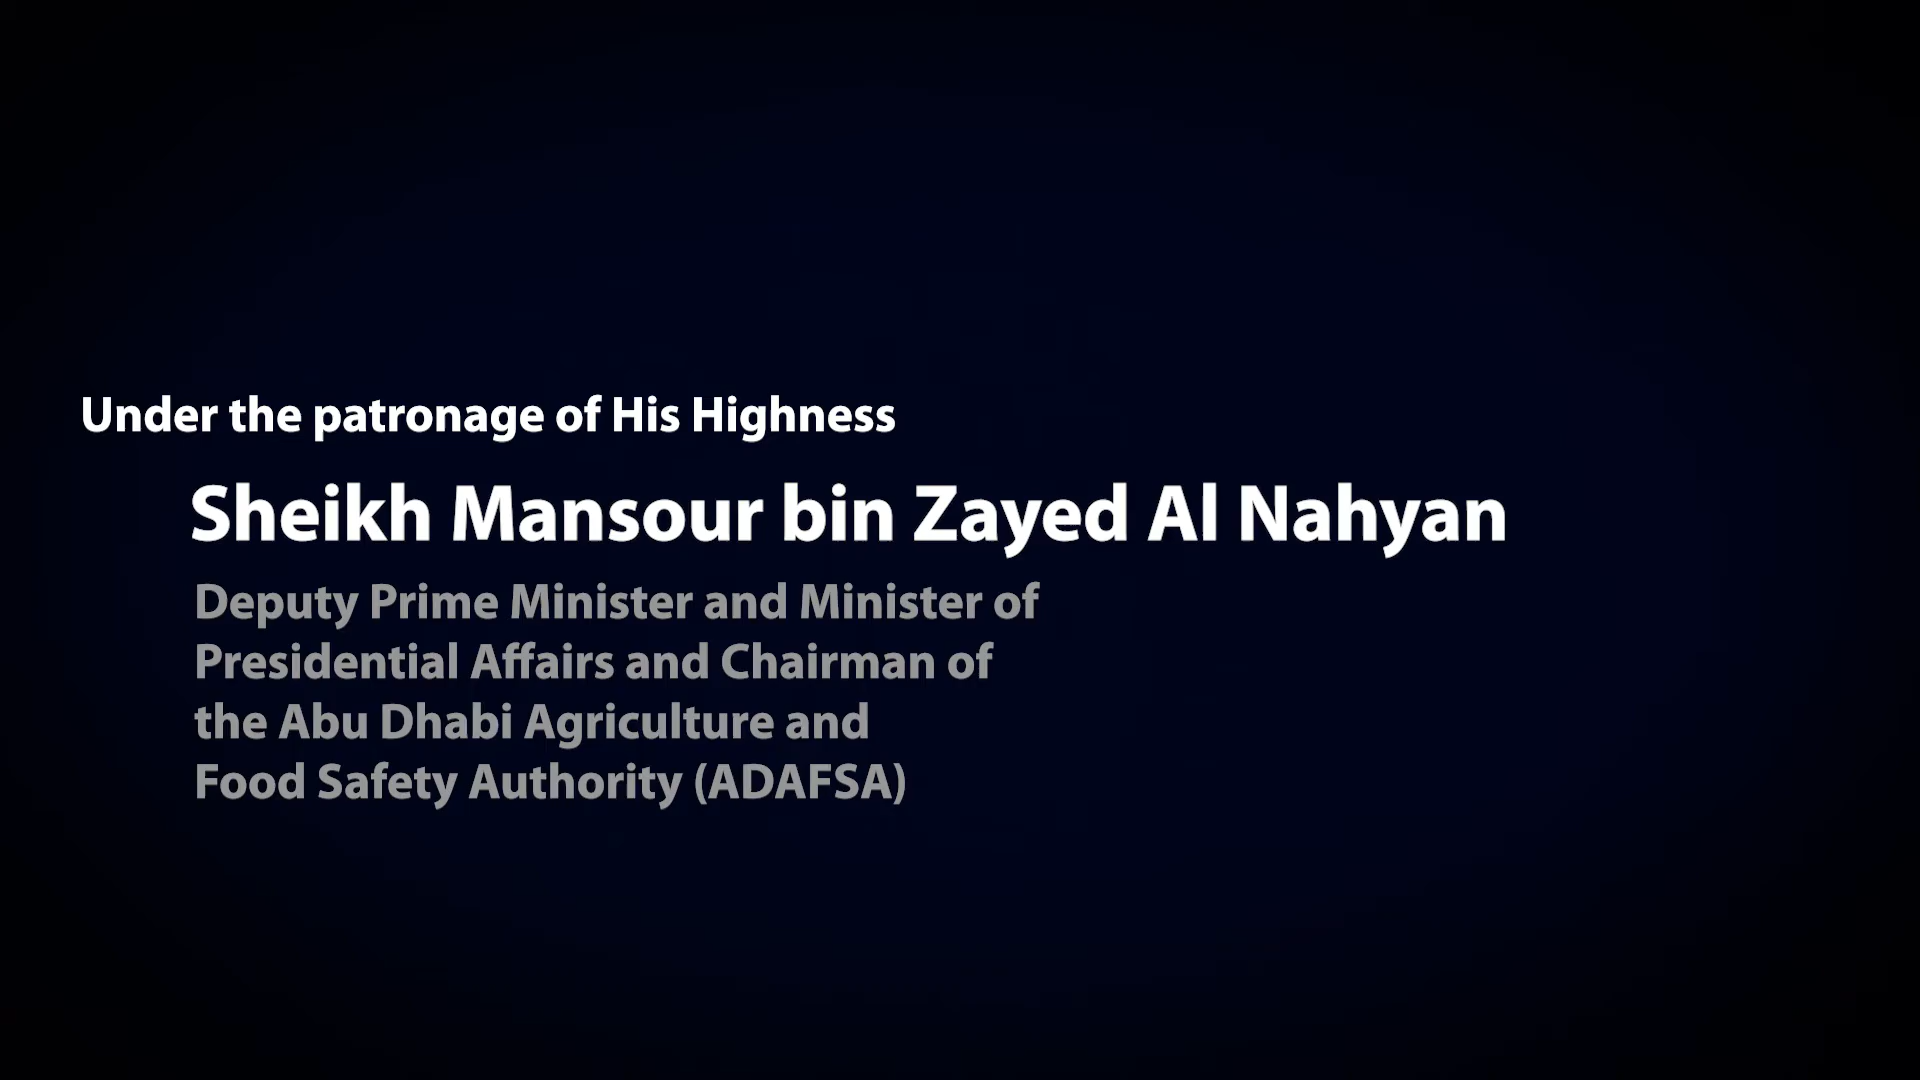 Under the patronage of His Highness
Sheikh Mansour bin Zayed Al Nahyan
Deputy Prime Minister and Minister of
Presidential Affairs and Chairman of
the Abu Dhabi Agriculture and
Food Safety Authority (ADAFSA)